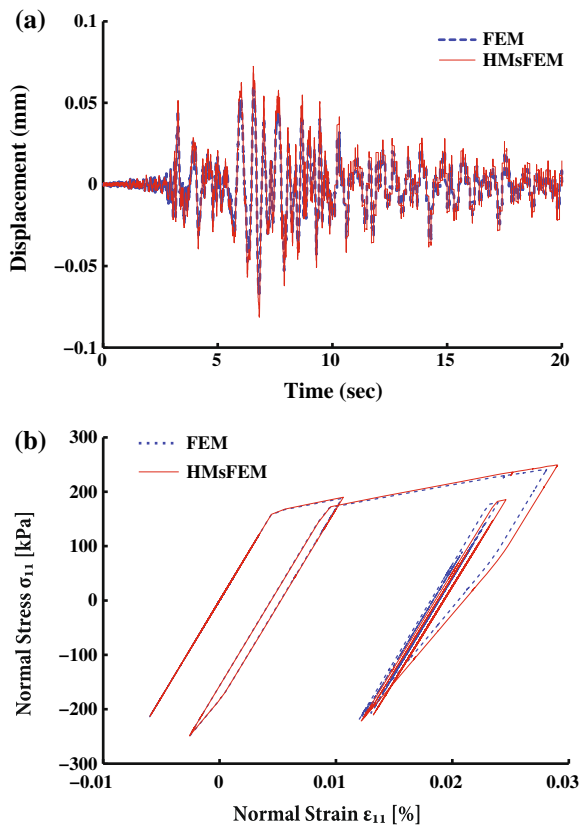 (a)
0.1
0.05
0
−0.05
−0.1
Displacement (mm)
FEM
HMsFEM
0
5
10
15
20
Time (sec)
(b)
300
200
100
0
−100
−200
−300
Normal Stress σ11 [kPa]
FEM
HMsFEM
−0.01
0
0.01
0.02
0.03
Normal Strain ε11 [%]